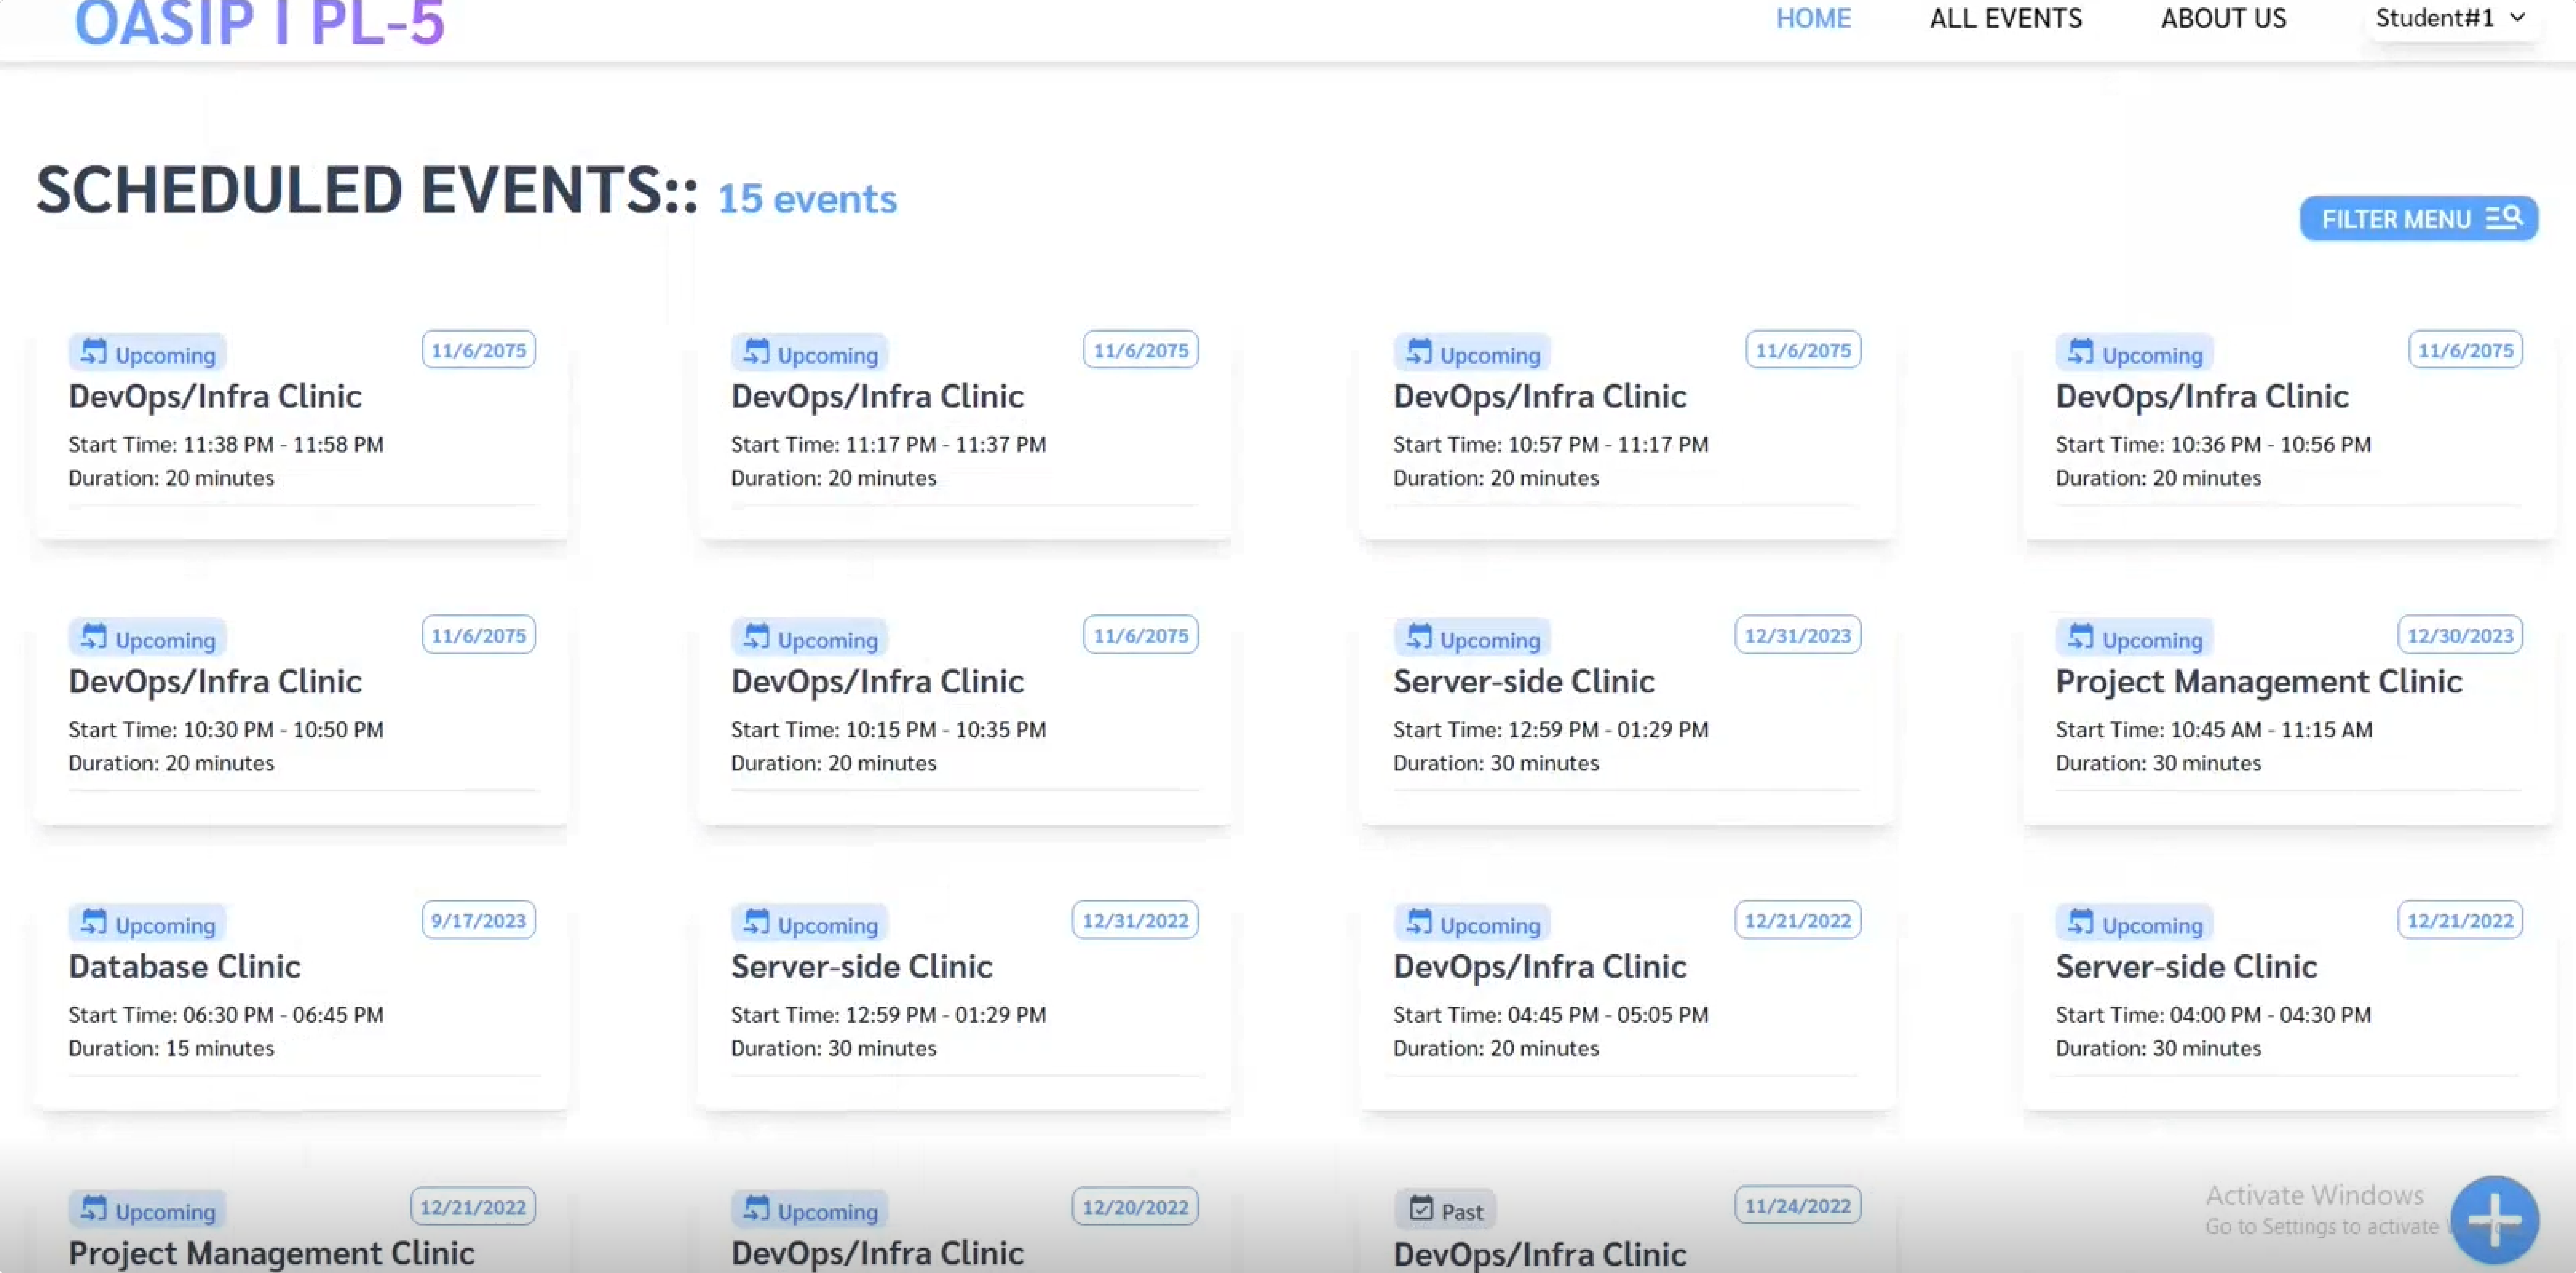 OASIP | PL-5
HOME
ALL EVENTS
ABOUT US
Student#1
SCHEDULED EVENTS:: 15 events
FILTER MENU
Upcoming
11/6/2075
DevOps/Infra Clinic
Start Time: 11:38 PM - 11:58 PM
Duration: 20 minutes
Upcoming
11/6/2075
DevOps/Infra Clinic
Start Time: 11:17 PM - 11:37 PM
Duration: 20 minutes
Upcoming
11/6/2075
DevOps/Infra Clinic
Start Time: 10:57 PM - 11:17 PM
Duration: 20 minutes
Upcoming
11/6/2075
DevOps/Infra Clinic
Start Time: 10:36 PM - 10:56 PM
Duration: 20 minutes
Upcoming
11/6/2075
DevOps/Infra Clinic
Start Time: 10:30 PM - 10:50 PM
Duration: 20 minutes
Upcoming
11/6/2075
DevOps/Infra Clinic
Start Time: 10:15 PM - 10:35 PM
Duration: 20 minutes
Upcoming
12/31/2023
Server-side Clinic
Start Time: 12:59 PM - 01:29 PM
Duration: 30 minutes
Upcoming
12/30/2023
Project Management Clinic
Start Time: 10:45 AM - 11:15 AM
Duration: 30 minutes
Upcoming
9/17/2023
Database Clinic
Start Time: 06:30 PM - 06:45 PM
Duration: 15 minutes
Upcoming
12/31/2022
Server-side Clinic
Start Time: 12:59 PM - 01:29 PM
Duration: 30 minutes
Upcoming
12/21/2022
DevOps/Infra Clinic
Start Time: 04:45 PM - 05:05 PM
Duration: 20 minutes
Upcoming
12/21/2022
Server-side Clinic
Start Time: 04:00 PM - 04:30 PM
Duration: 30 minutes
Upcoming
12/21/2022
Project Management Clinic
Upcoming
12/20/2022
DevOps/Infra Clinic
Past
11/24/2022
DevOps/Infra Clinic
Activate Windows
Go to Settings to activate